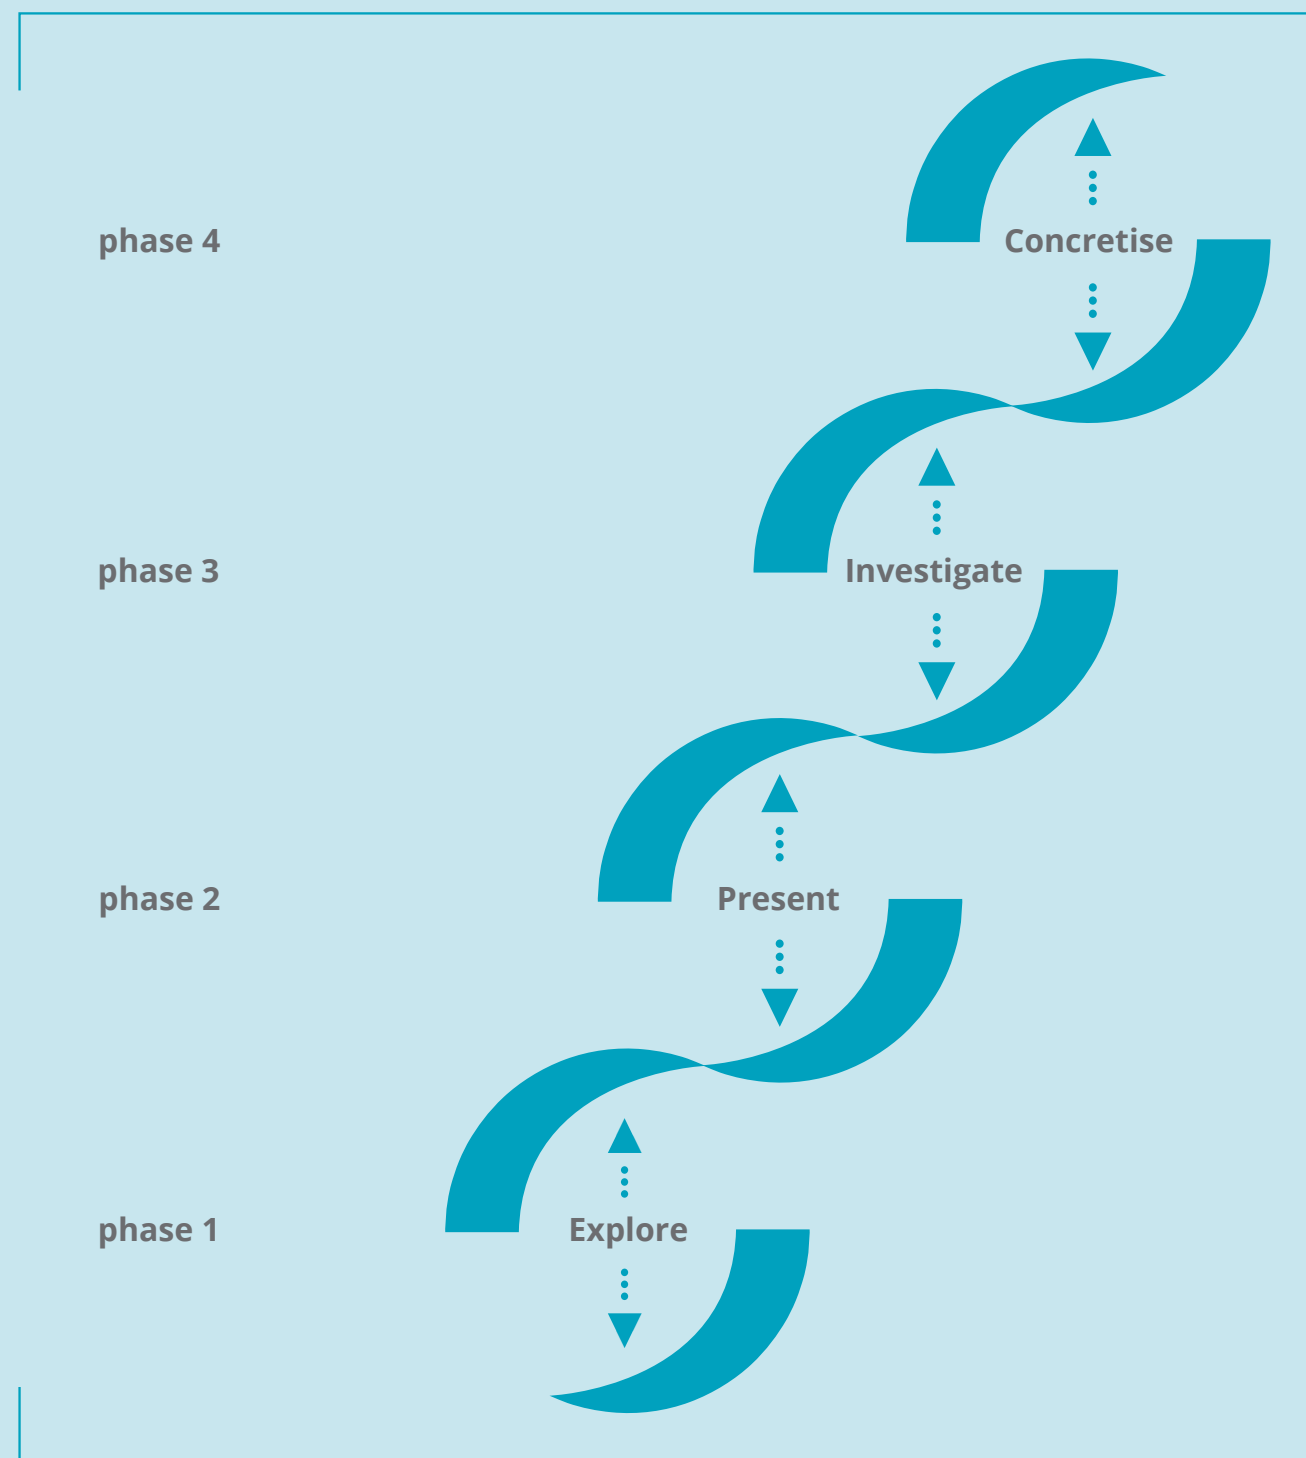 phase 4 Concretise
phase 3 Investigate
phase 2 Present
phase 1 Explore